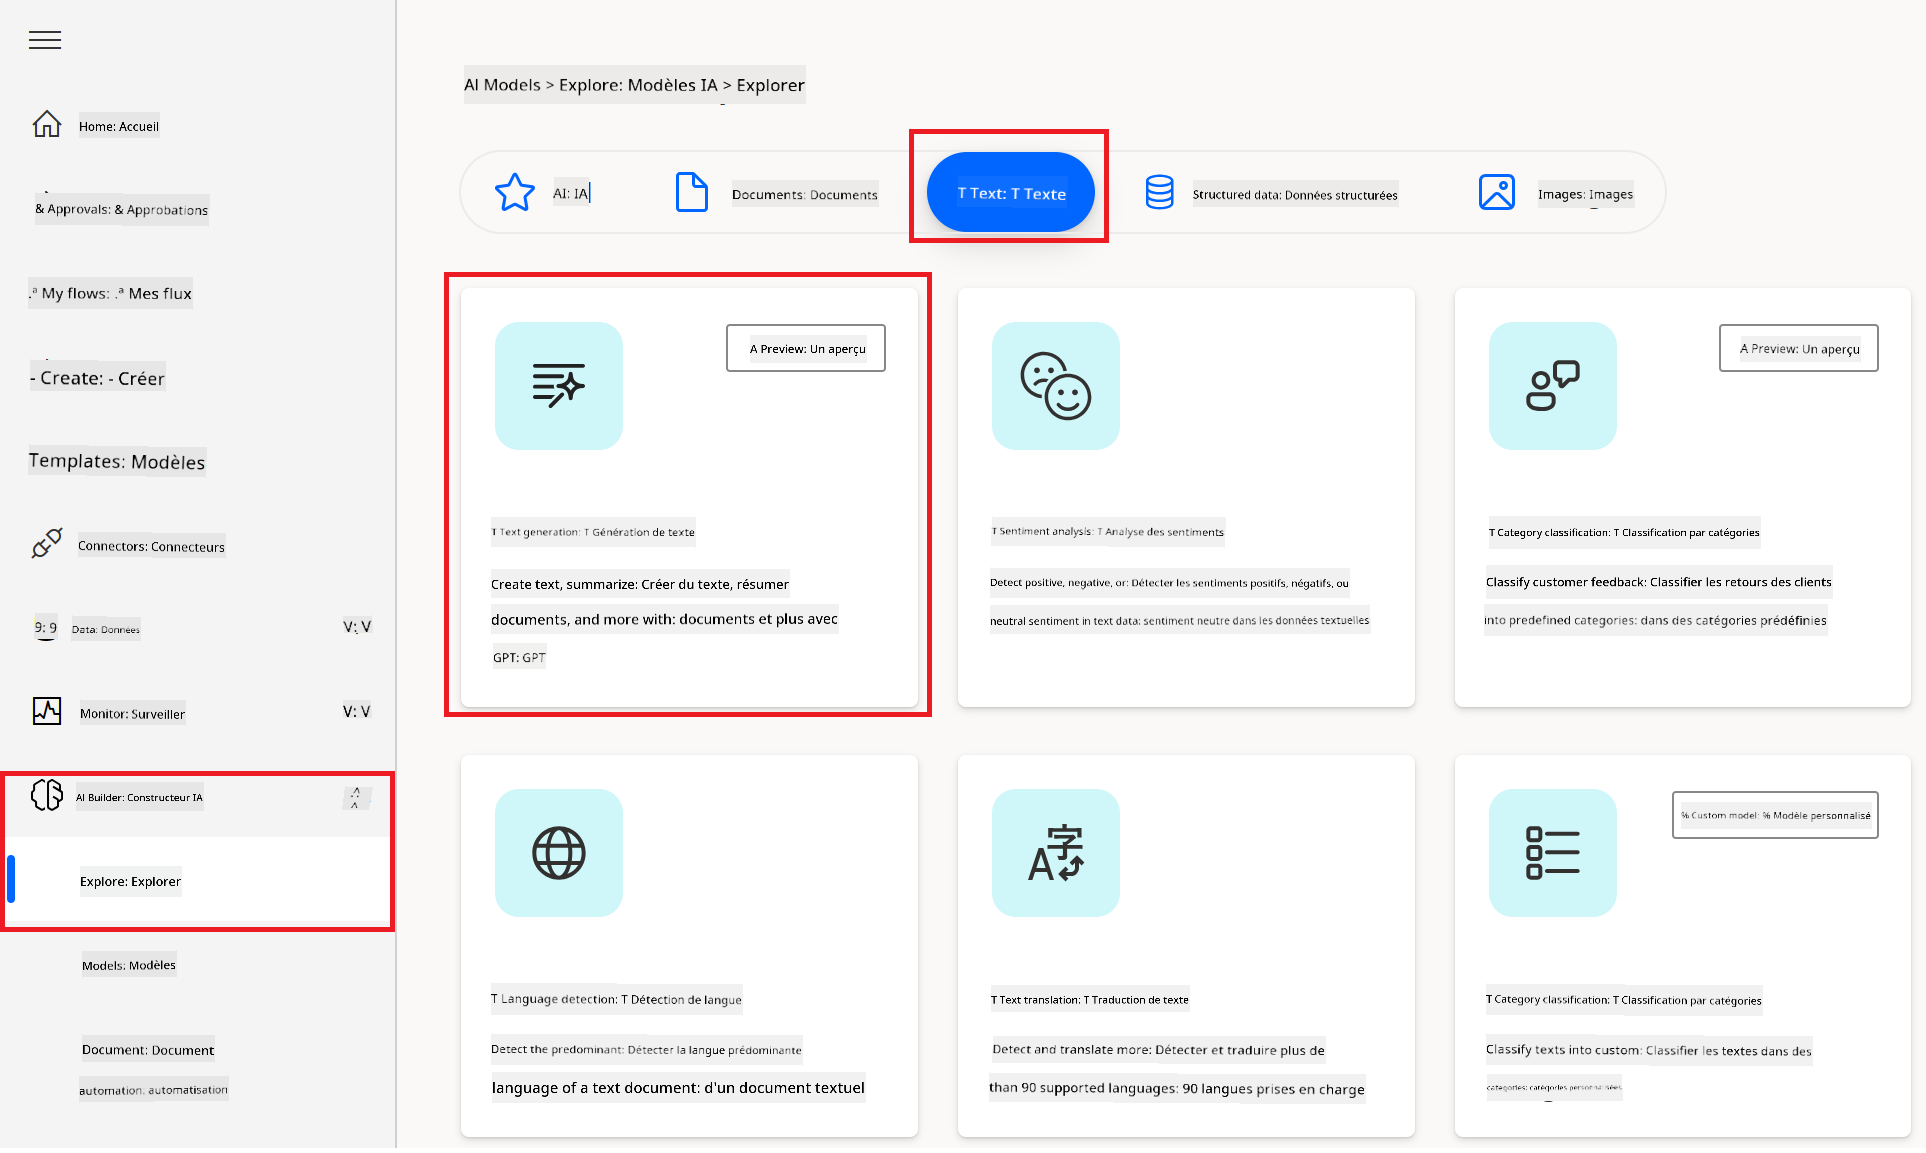 AI Models > Explore: Modèles IA > Explorer
Home: Accueil
& Approvals: & Approbations
.ª My flows: .ª Mes flux
- Create: - Créer
Templates: Modèles
Connectors: Connecteurs
9: 9 Data: Données V: V
Monitor: Surveiller V: V
AI Builder: Constructeur IA
Explore: Explorer
Models: Modèles
Document: Document
automation: automatisation
AI: IA
Documents: Documents
T Text: T Texte
Structured data: Données structurées
Images: Images
A Preview: Un aperçu
T Text generation: T Génération de texte
Create text, summarize: Créer du texte, résumer
documents, and more with: documents et plus avec
GPT: GPT
T Sentiment analysis: T Analyse des sentiments
Detect positive, negative, or: Détecter les sentiments positifs, négatifs, ou
neutral sentiment in text data: sentiment neutre dans les données textuelles
A Preview: Un aperçu
T Category classification: T Classification par catégories
Classify customer feedback: Classifier les retours des clients
into predefined categories: dans des catégories prédéfinies
T Language detection: T Détection de langue
Detect the predominant: Détecter la langue prédominante
language of a text document: d'un document textuel
字
A
T Text translation: T Traduction de texte
Detect and translate more: Détecter et traduire plus de
than 90 supported languages: 90 langues prises en charge
% Custom model: % Modèle personnalisé
T Category classification: T Classification par catégories
Classify texts into custom: Classifier les textes dans des
categories: catégories personnalisées